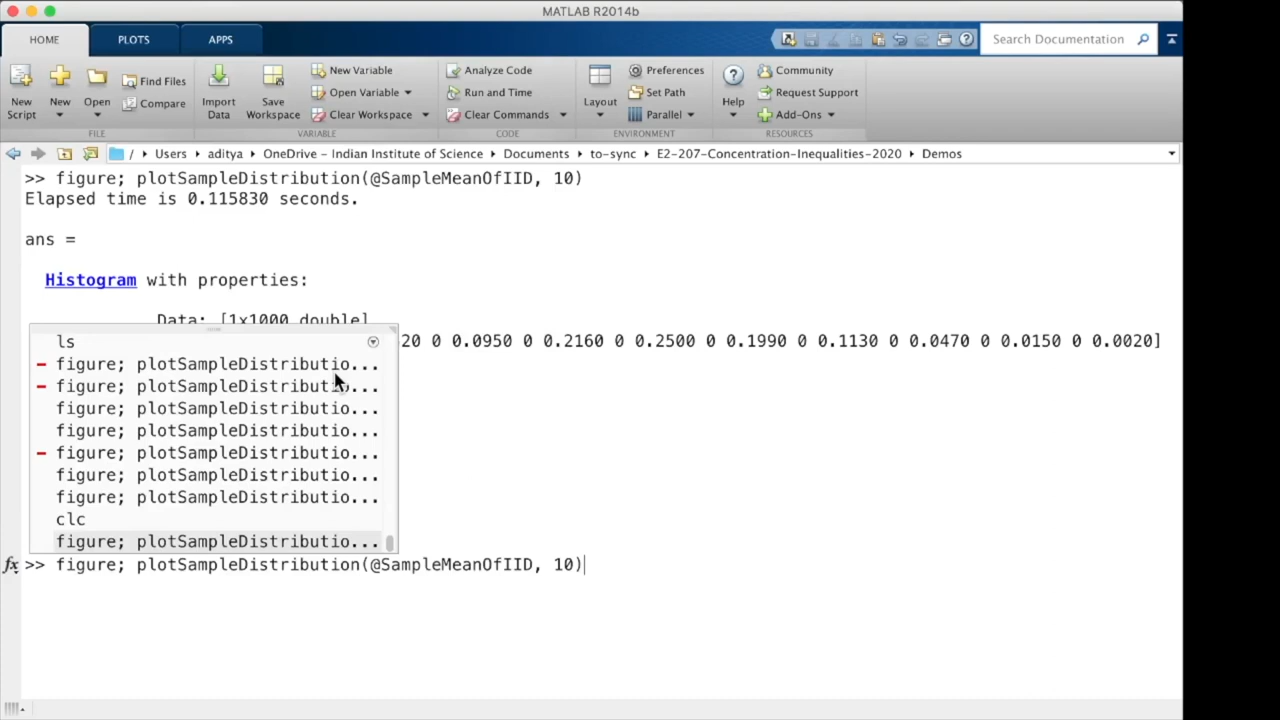 MATLAB R2014b
HOME PLOTS APPS Search Documentation
New Script New Open Find Files Compare Import Data Save Workspace New Variable Open Variable Clear Workspace Analyze Code Run and Time Clear Commands Layout Preferences Set Path Parallel Help Community Request Support Add-Ons
FILE VARIABLE CODE ENVIRONMENT RESOURCES
/ Users aditya OneDrive - Indian Institute of Science Documents to-sync E2-207-Concentration-Inequalities-2020 Demos
>> figure; plotSampleDistribution(@SampleMeanOfIID, 10)
Elapsed time is 0.115830 seconds.
ans =
Histogram with properties:
Data: [1x1000 double]
ls 20 0 0.0950 0 0.2160 0 0.2500 0 0.1990 0 0.1130 0 0.0470 0 0.0150 0 0.0020]
figure; plotSampleDistributio...
figure; plotSampleDistributio...
figure; plotSampleDistributio...
figure; plotSampleDistributio...
figure; plotSampleDistributio...
figure; plotSampleDistributio...
figure; plotSampleDistributio...
clc
figure; plotSampleDistributio...
fx >> figure; plotSampleDistribution(@SampleMeanOfIID, 10)